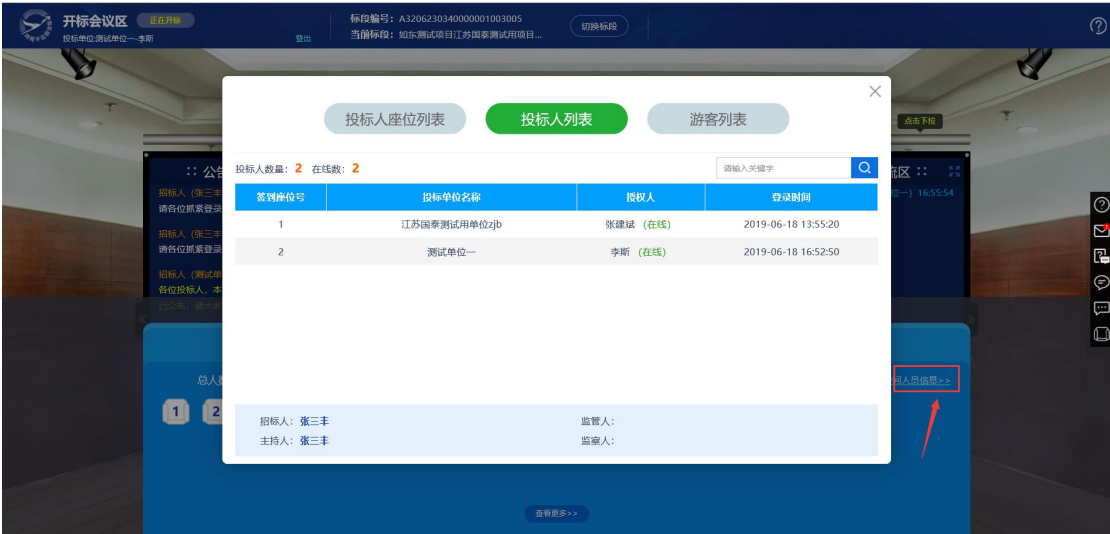 开标会议区 正在开标
投标单位:测试单位一-李斯
登出
标段编号：A3206230340000001003005
当前标段：如东测试项目江苏国泰测试用项目...
切换标段
投标人座位列表 投标人列表 游客列表
点击下拉
投标人数量：2 在线数：2
请输入关键字
:: 公告
流区 ::
招标人（张三丰
请各位抓紧登录
招标人（张三丰
请各位抓紧登录
招标人（测试单
各位投标人，本
一）16:55:54
签到座位号 投标单位名称 授权人 登录时间
1 江苏国泰测试用单位zjb 张建斌（在线） 2019-06-18 13:55:20
2 测试单位一 李斯（在线） 2019-06-18 16:52:50
总人数
1 2
间人员信息>>
招标人：张三丰 监管人：
主持人：张三丰 监察人：
查看更多>>